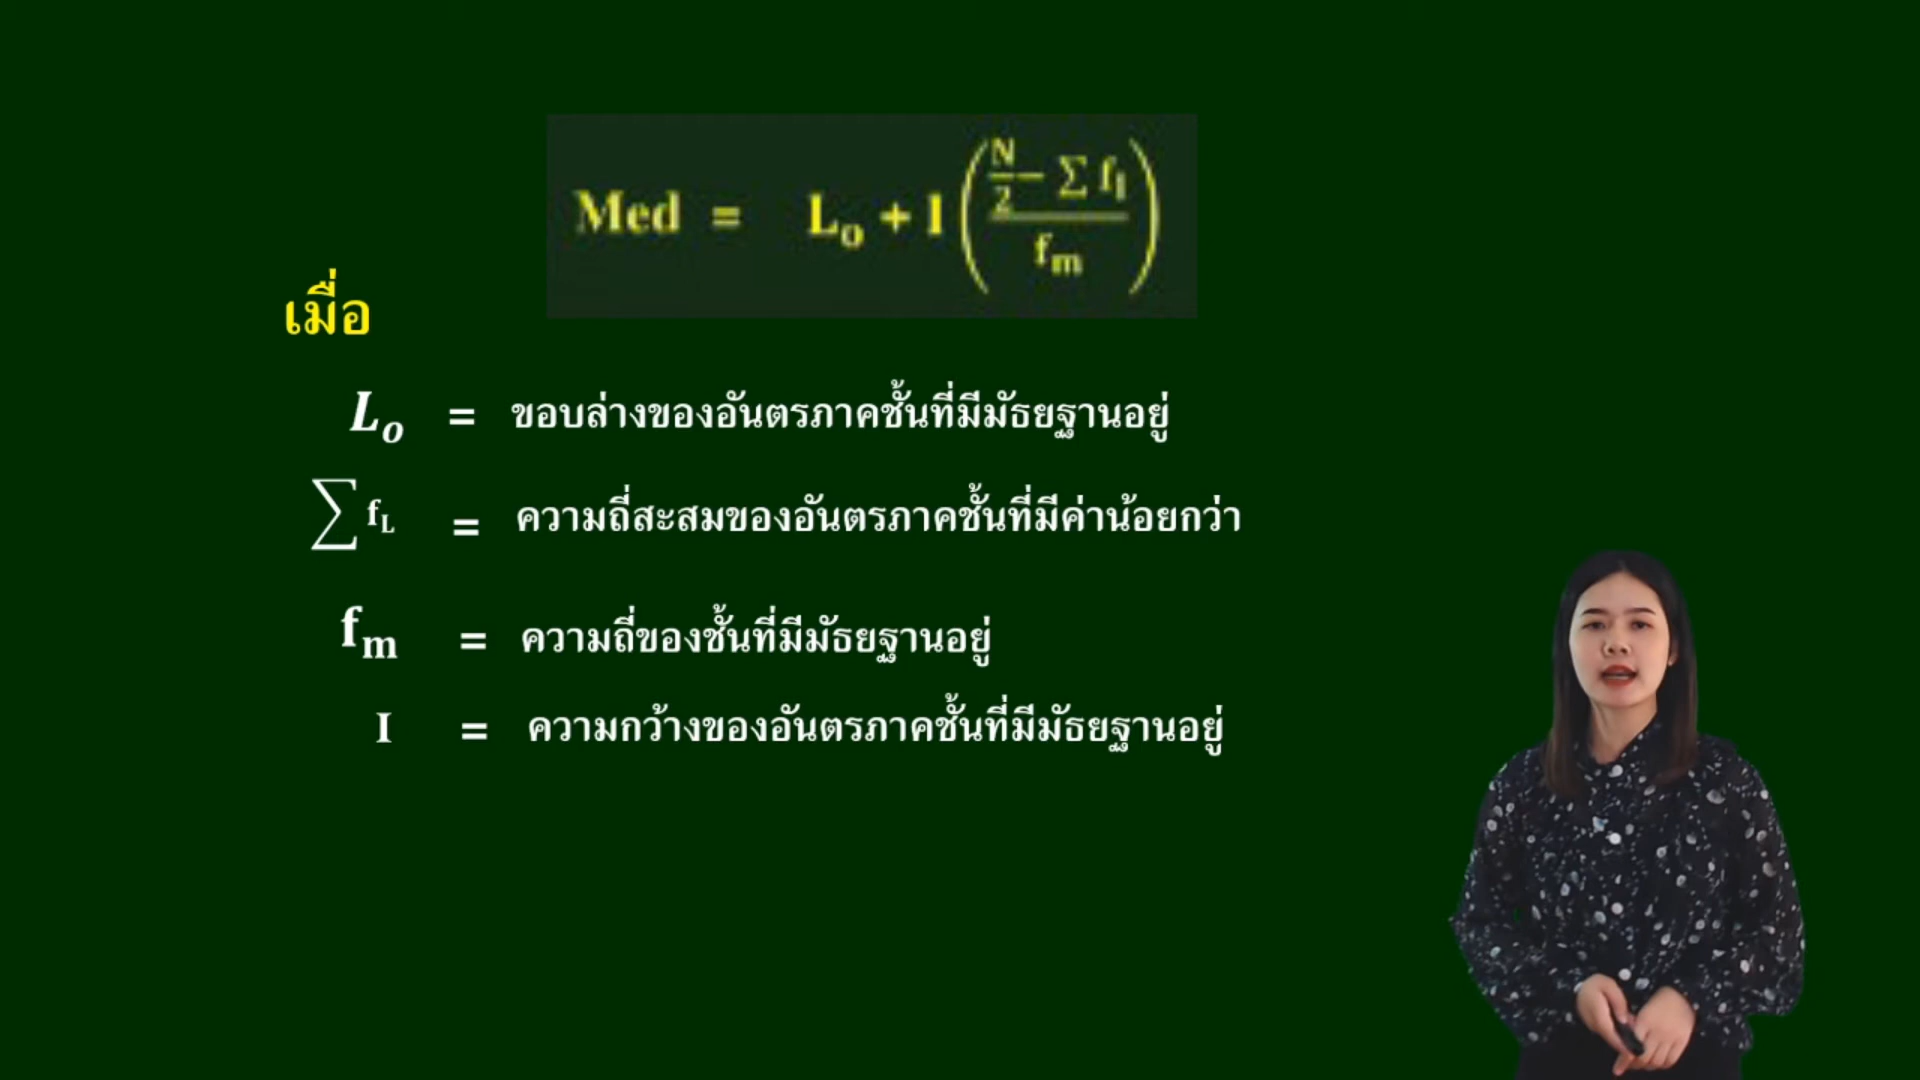 Med = Lo + I ( (N/2 − ∑ fl) / fm )
เมื่อ
Lo = ขอบล่างของอันตรภาคชั้นที่มีมัธยฐานอยู่
∑ fL = ความถี่สะสมของอันตรภาคชั้นที่มีค่าน้อยกว่า
fm = ความถี่ของชั้นที่มีมัธยฐานอยู่
I = ความกว้างของอันตรภาคชั้นที่มีมัธยฐานอยู่